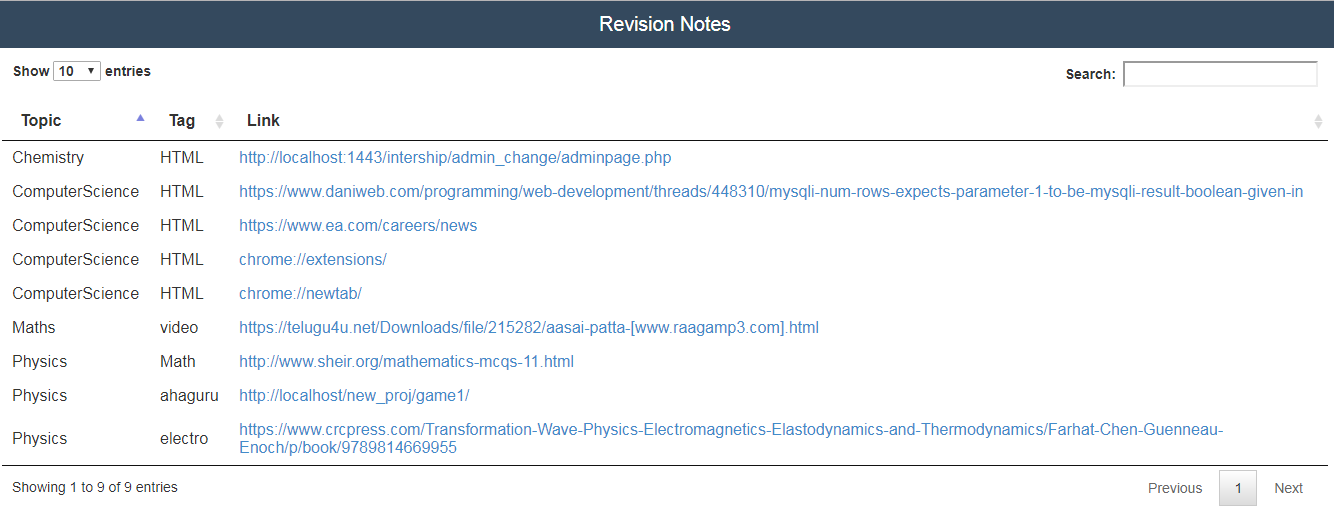 Revision Notes
Show 10 entries Search:
Topic Tag Link
Chemistry HTML http://localhost:1443/intership/admin_change/adminpage.php
ComputerScience HTML https://www.daniweb.com/programming/web-development/threads/448310/mysqli-num-rows-expects-parameter-1-to-be-mysqli-result-boolean-given-in
ComputerScience HTML https://www.ea.com/careers/news
ComputerScience HTML chrome://extensions/
ComputerScience HTML chrome://newtab/
Maths video https://telugu4u.net/Downloads/file/215282/aasai-patta-[www.raagamp3.com].html
Physics Math http://www.sheir.org/mathematics-mcqs-11.html
Physics ahaguru http://localhost/new_proj/game1/
Physics electro https://www.crcpress.com/Transformation-Wave-Physics-Electromagnetics-Elastodynamics-and-Thermodynamics/Farhat-Chen-Guenneau-
Enoch/p/book/9789814669955
Showing 1 to 9 of 9 entries Previous 1 Next